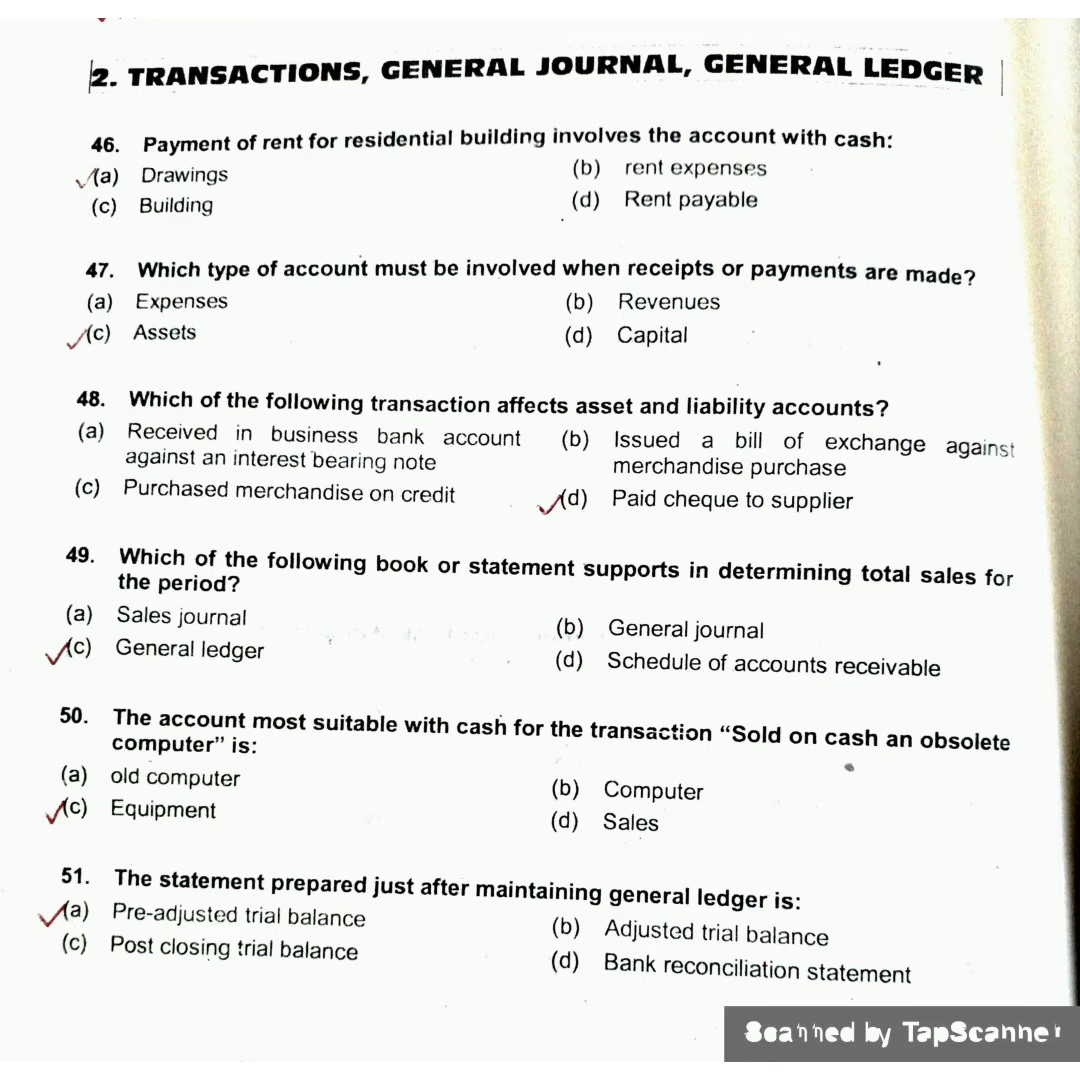 2. TRANSACTIONS, GENERAL JOURNAL, GENERAL LEDGER
46. Payment of rent for residential building involves the account with cash:
(a) Drawings (b) rent expenses
(c) Building (d) Rent payable
47. Which type of account must be involved when receipts or payments are made?
(a) Expenses (b) Revenues
(c) Assets (d) Capital
48. Which of the following transaction affects asset and liability accounts?
(a) Received in business bank account
against an interest bearing note
(b) Issued a bill of exchange against
merchandise purchase
(c) Purchased merchandise on credit (d) Paid cheque to supplier
49. Which of the following book or statement supports in determining total sales for
the period?
(a) Sales journal (b) General journal
(c) General ledger (d) Schedule of accounts receivable
50. The account most suitable with cash for the transaction “Sold on cash an obsolete
computer” is:
(a) old computer (b) Computer
(c) Equipment (d) Sales
51. The statement prepared just after maintaining general ledger is:
(a) Pre-adjusted trial balance (b) Adjusted trial balance
(c) Post closing trial balance (d) Bank reconciliation statement
Scanned by TapScanner